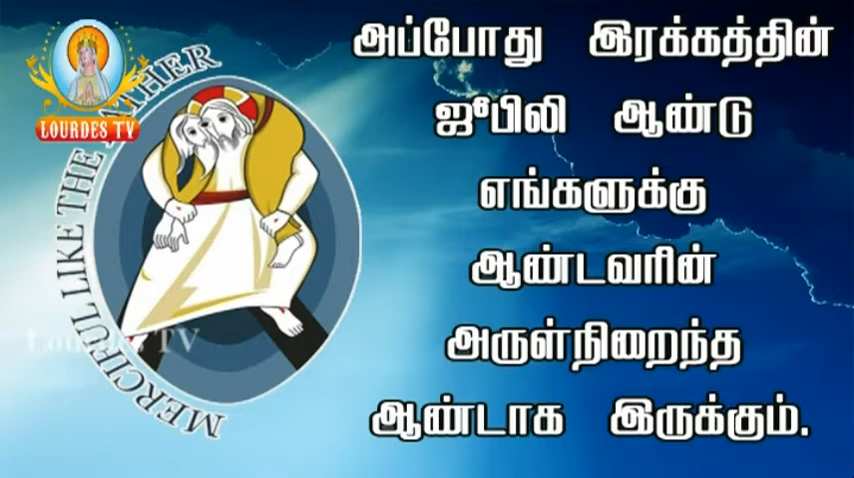 LOURDES TV
MERCIFUL LIKE THE FATHER
Lourdes TV
அப்போது இரக்கத்தின்
ஜூபிலி ஆண்டு
எங்களுக்கு
ஆண்டவரின்
அருள்நிறைந்த
ஆண்டாக இருக்கும்.